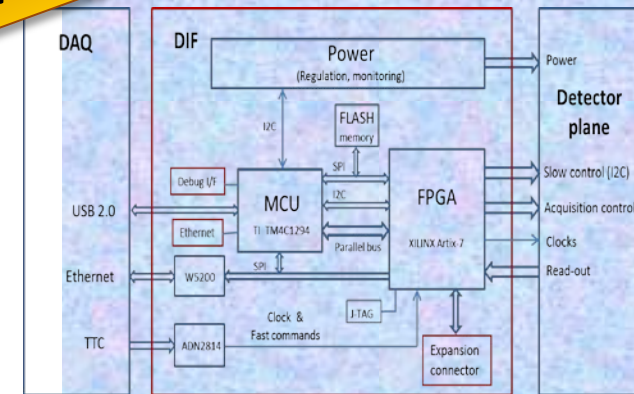 DAQ
DIF
Power
(Regulation, monitoring)
Power
Detector
plane
I2C
FLASH
memory
SPI
Debug I/F
MCU
TI TM4C1294
I2C
FPGA
XILINX Artix-7
Slow control (I2C)
USB 2.0
Acquisition control
Ethernet
Parallel bus
Clocks
Ethernet
W5200
SPI
Read-out
J-TAG
Clock &
Fast commands
TTC
ADN2814
Expansion
connector